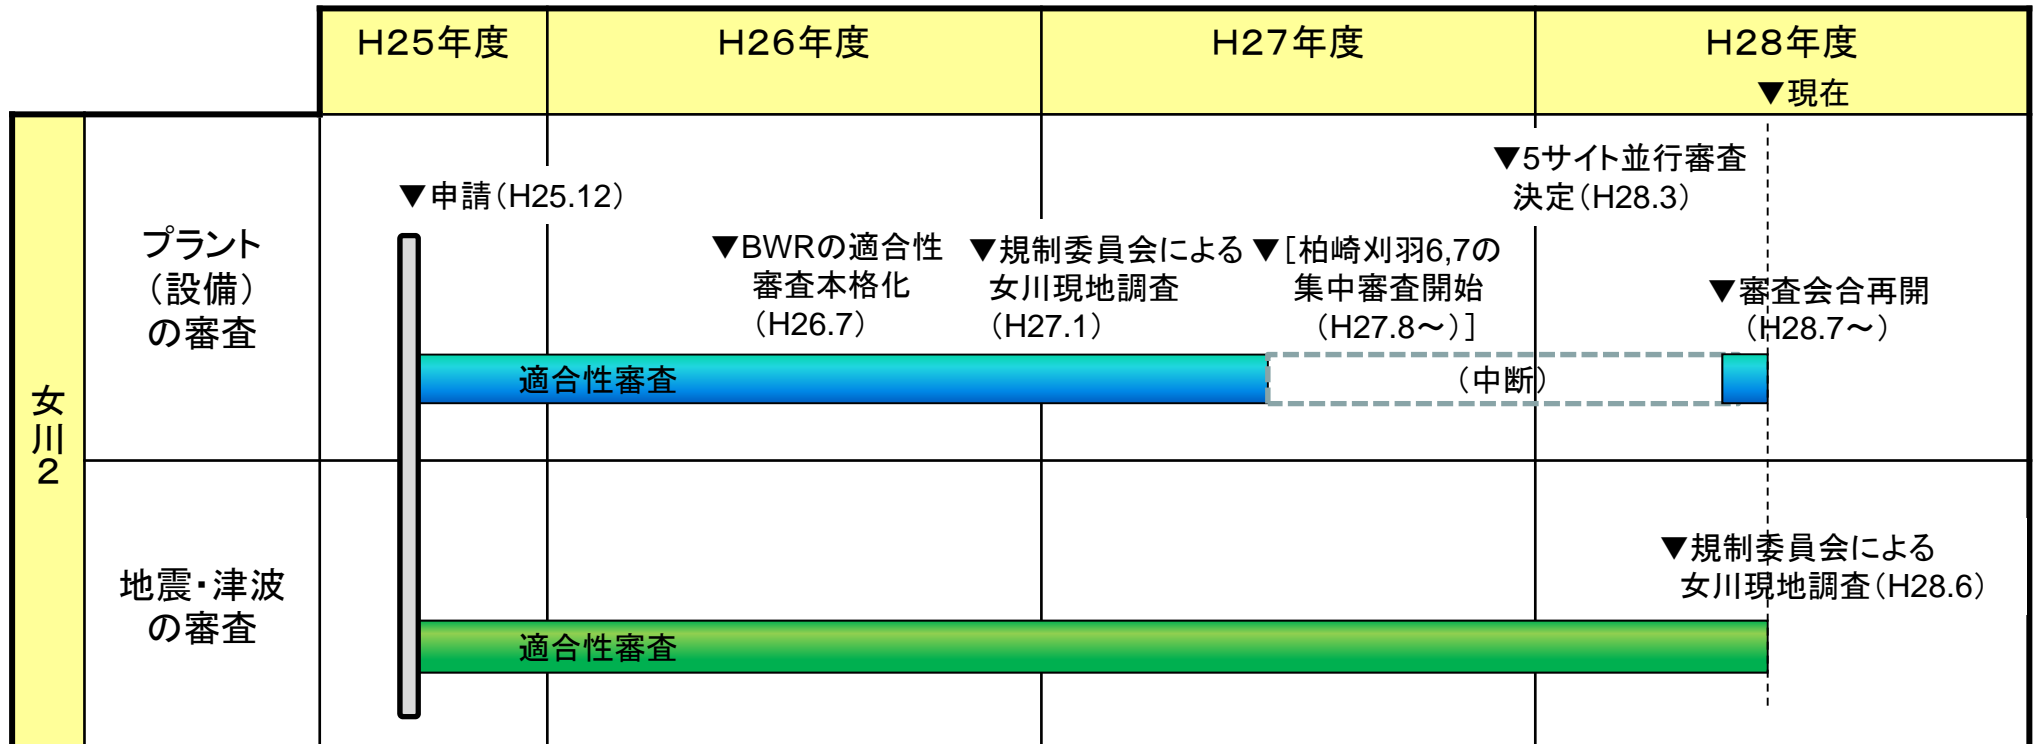 H25年度
H26年度
H27年度
H28年度
▼現在
女川2
プラント
（設備）
の審査
▼申請（H25.12）
▼BWRの適合性
審査本格化
（H26.7）
▼規制委員会による
女川現地調査
（H27.1）
▼［柏崎刈羽6,7の
集中審査開始
（H27.8～）］
▼5サイト並行審査
決定（H28.3）
▼審査会合再開
（H28.7～）
適合性審査
（中断）
地震・津波
の審査
▼規制委員会による
女川現地調査（H28.6）
適合性審査